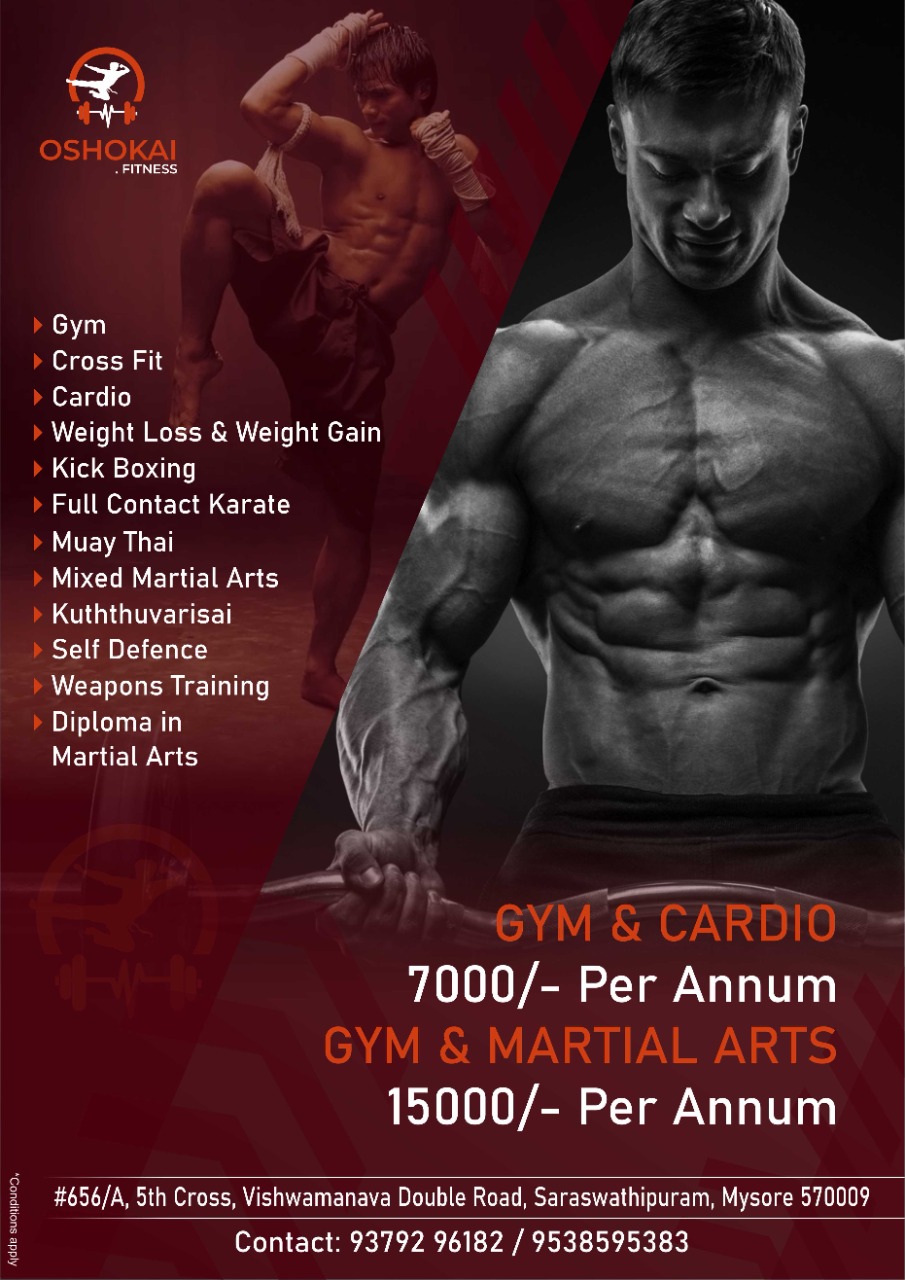 OSHOKAI
. FITNESS
Gym
Cross Fit
Cardio
Weight Loss & Weight Gain
Kick Boxing
Full Contact Karate
Muay Thai
Mixed Martial Arts
Kuththuvarisai
Self Defence
Weapons Training
Diploma in
Martial Arts
GYM & CARDIO
7000/- Per Annum
GYM & MARTIAL ARTS
15000/- Per Annum
*Conditions apply
#656/A, 5th Cross, Vishwamanava Double Road, Saraswathipuram, Mysore 570009
Contact: 93792 96182 / 9538595383